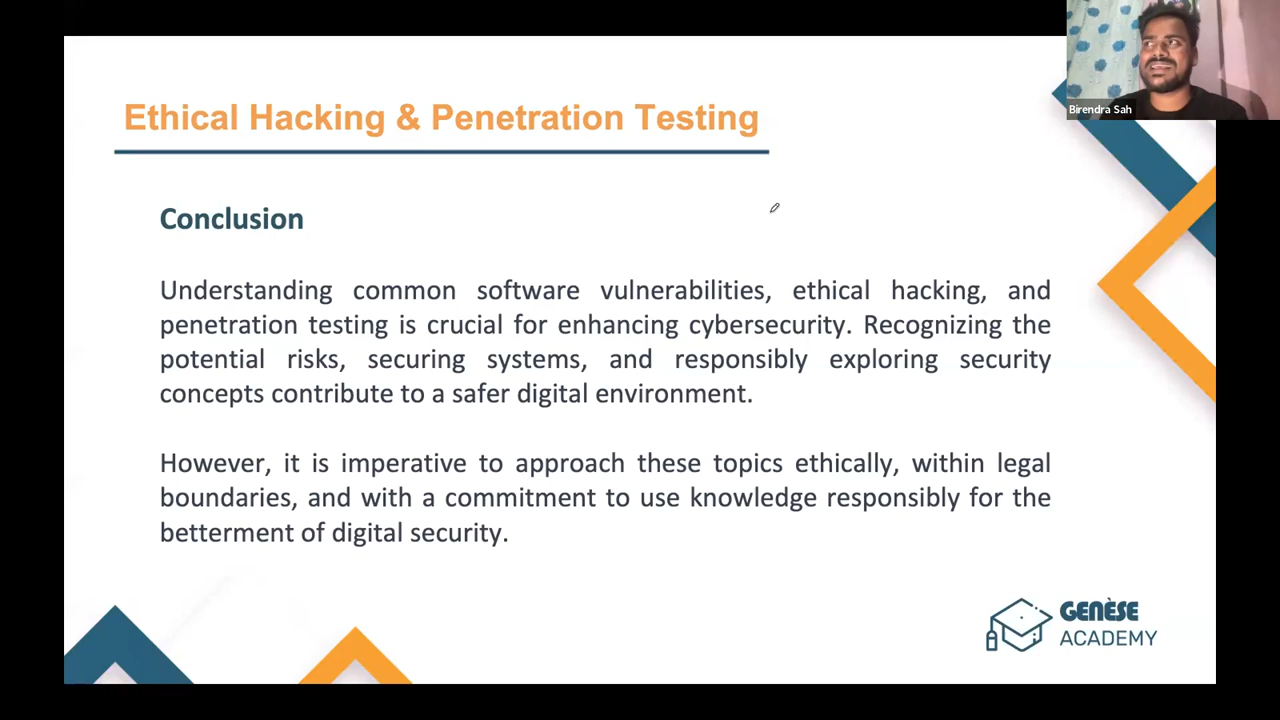 Birendra Sah
Ethical Hacking & Penetration Testing
Conclusion
Understanding common software vulnerabilities, ethical hacking, and
penetration testing is crucial for enhancing cybersecurity. Recognizing the
potential risks, securing systems, and responsibly exploring security
concepts contribute to a safer digital environment.
However, it is imperative to approach these topics ethically, within legal
boundaries, and with a commitment to use knowledge responsibly for the
betterment of digital security.
GENÈSE
ACADEMY